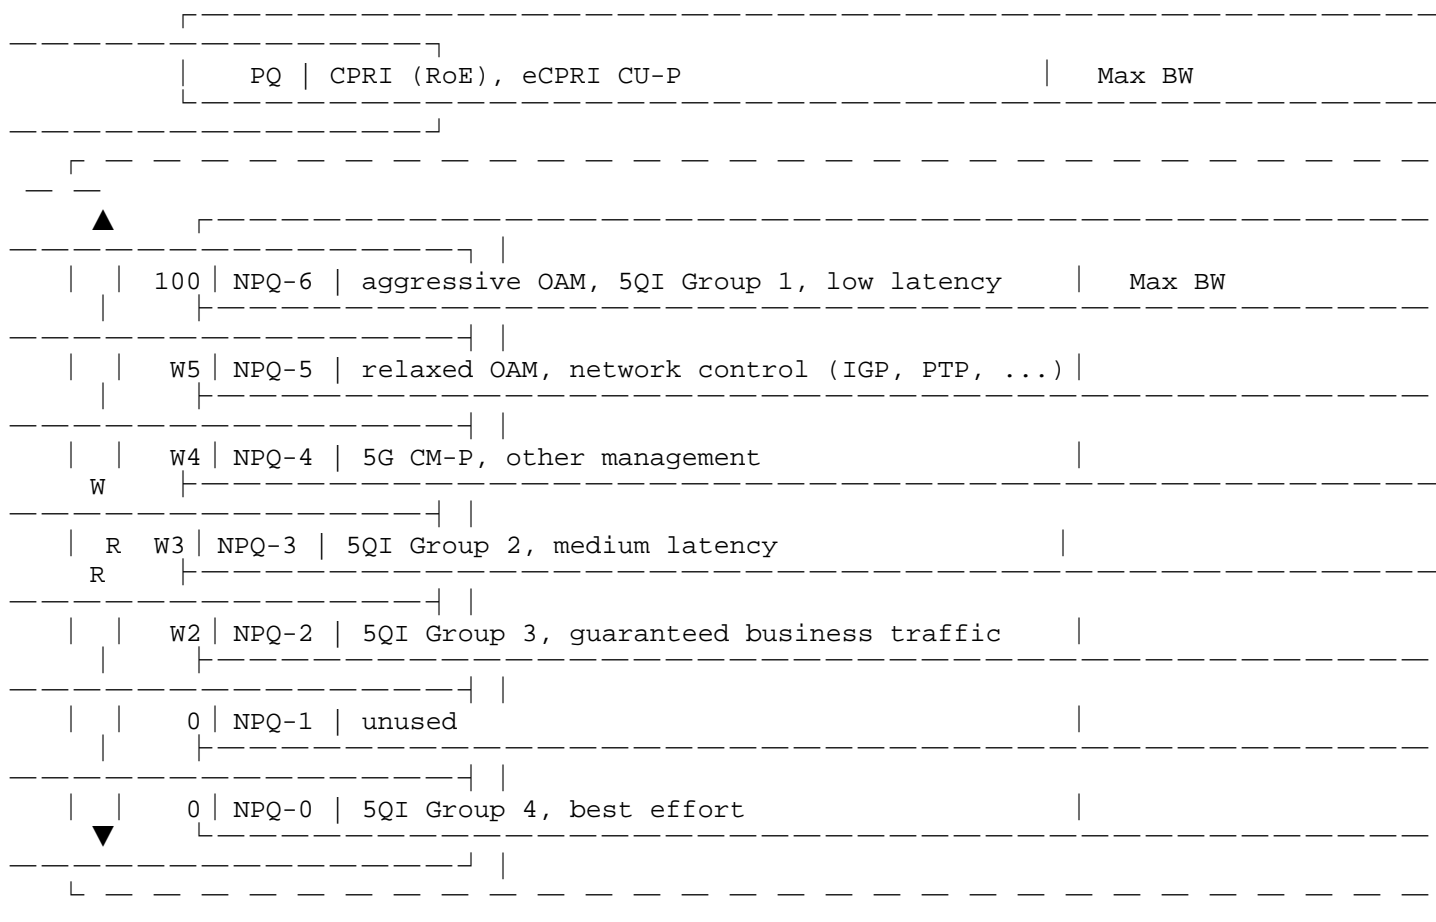 PQ | CPRI (RoE), eCPRI CU-P Max BW
100 NPQ-6 | aggressive OAM, 5QI Group 1, low latency Max BW
W5 NPQ-5 | relaxed OAM, network control (IGP, PTP, ...)
W4 NPQ-4 | 5G CM-P, other management
W
R W3 NPQ-3 | 5QI Group 2, medium latency
R
W2 NPQ-2 | 5QI Group 3, guaranteed business traffic
0 NPQ-1 | unused
0 NPQ-0 | 5QI Group 4, best effort